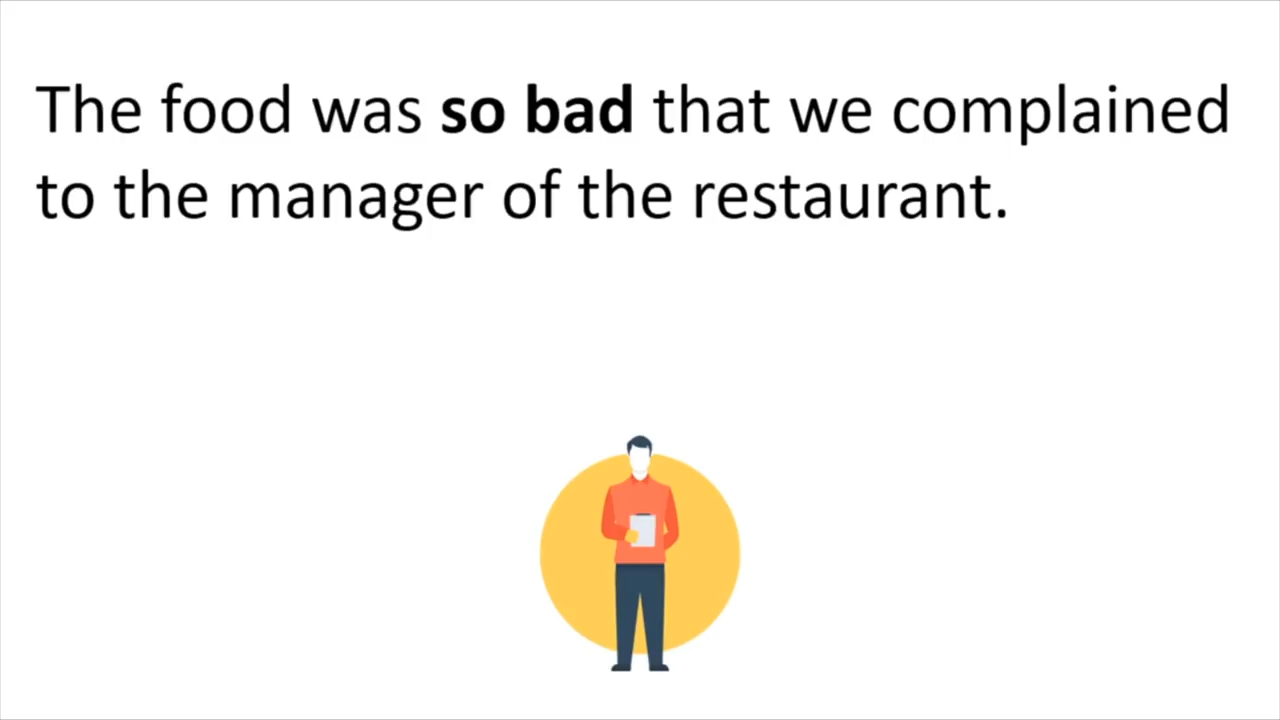 The food was so bad that we complained
to the manager of the restaurant.